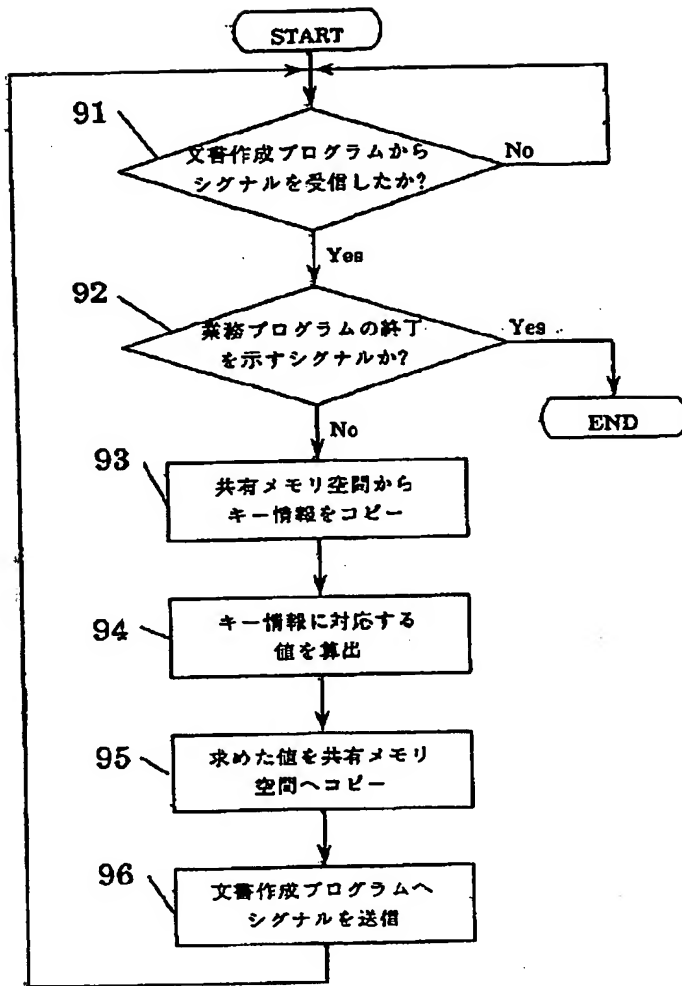 START
91
文書作成プログラムから
シグナルを受信したか?
No
Yes
92
業務プログラムの終了
を示すシグナルか?
Yes
END
No
93
共有メモリ空間から
キー情報をコピー
94
キー情報に対応する
値を算出
95
求めた値を共有メモリ
空間へコピー
96
文書作成プログラムへ
シグナルを送信